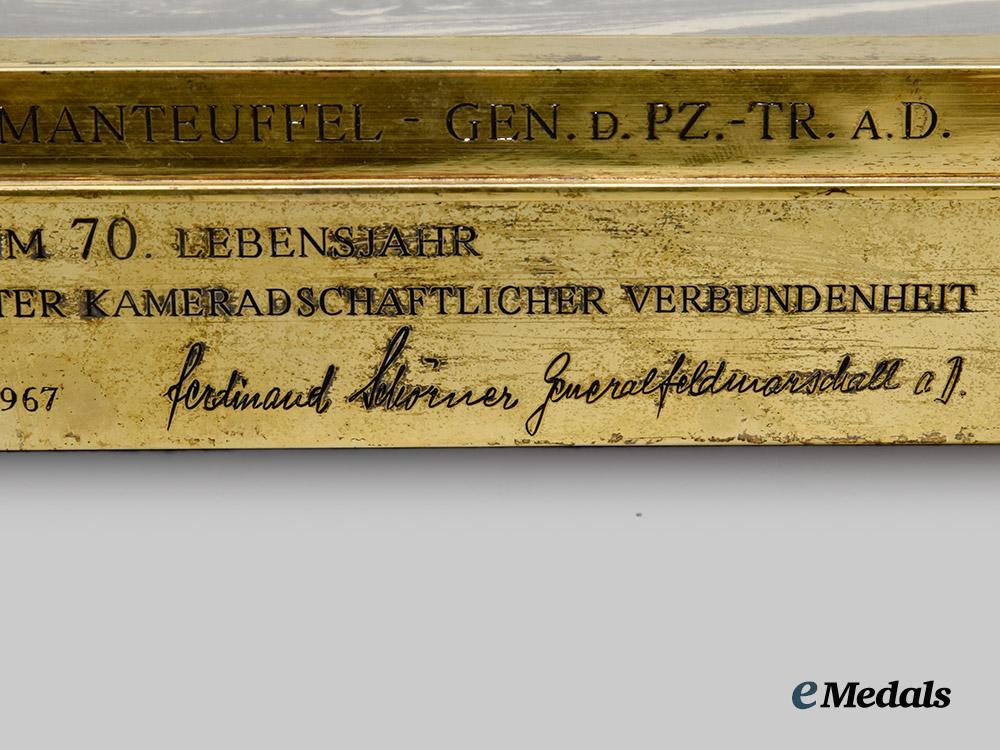 MANTEUFFEL - GEN. D. PZ.-TR. A.D.
M 70. LEBENSJAHR
TER KAMERADSCHAFTLICHER VERBUNDENHEIT
967 Ferdinand Schörner Generalfeldmarschall a D.
eMedals